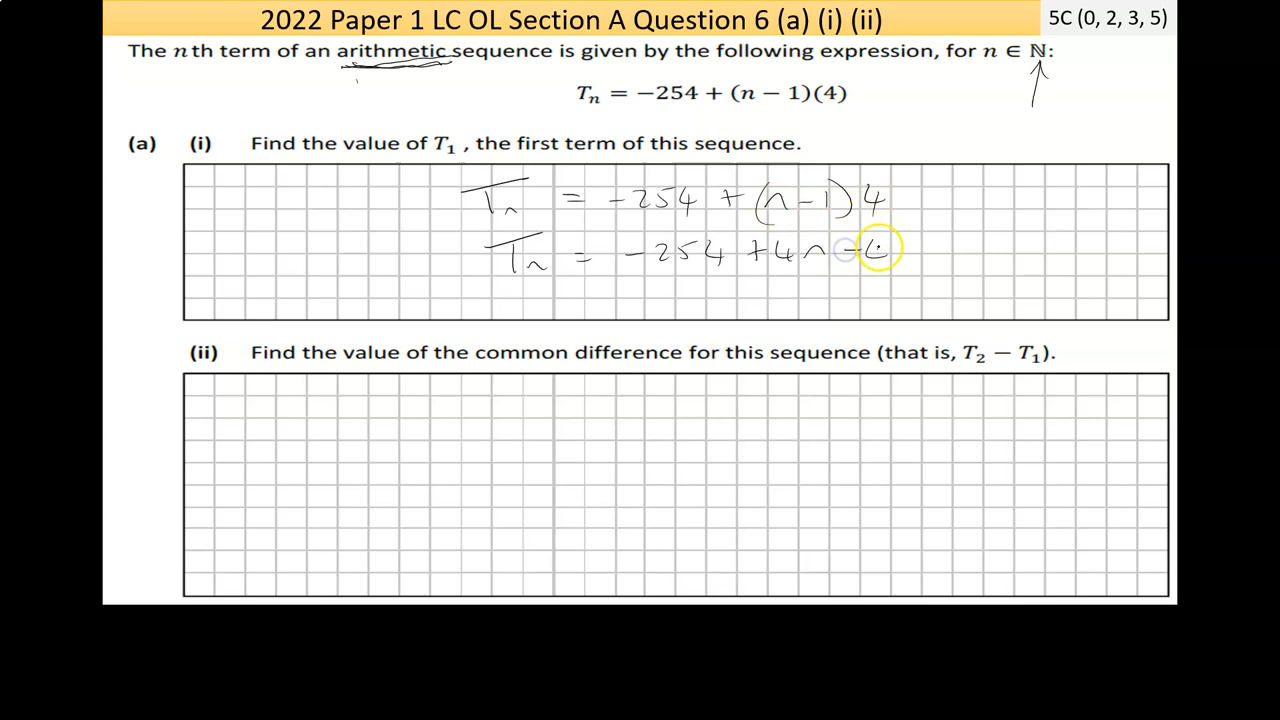 2022 Paper 1 LC OL Section A Question 6 (a) (i) (ii)
5C (0, 2, 3, 5)
The nth term of an arithmetic sequence is given by the following expression, for n ∈ ℕ:
Tₙ = −254 + (n − 1)(4)
(a) (i) Find the value of T₁ , the first term of this sequence.
Tₙ = -254 + (n-1)4
Tₙ = -254 +4n -4
(ii) Find the value of the common difference for this sequence (that is, T₂ − T₁).